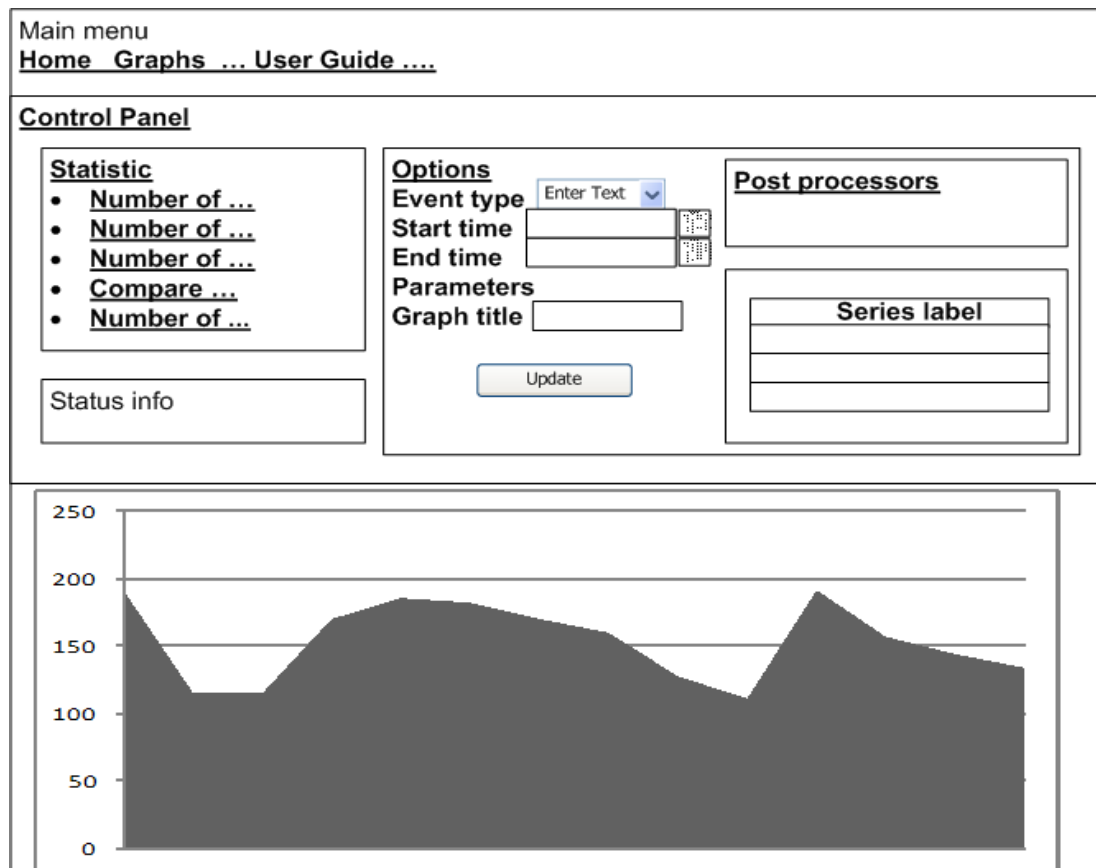 Main menu
Home Graphs … User Guide ….
Control Panel
Statistic
• Number of …
• Number of …
• Number of …
• Compare …
• Number of ...
Status info
Options
Event type Enter Text
Start time
End time
Parameters
Graph title
Update
Post processors
Series label
250
200
150
100
50
0